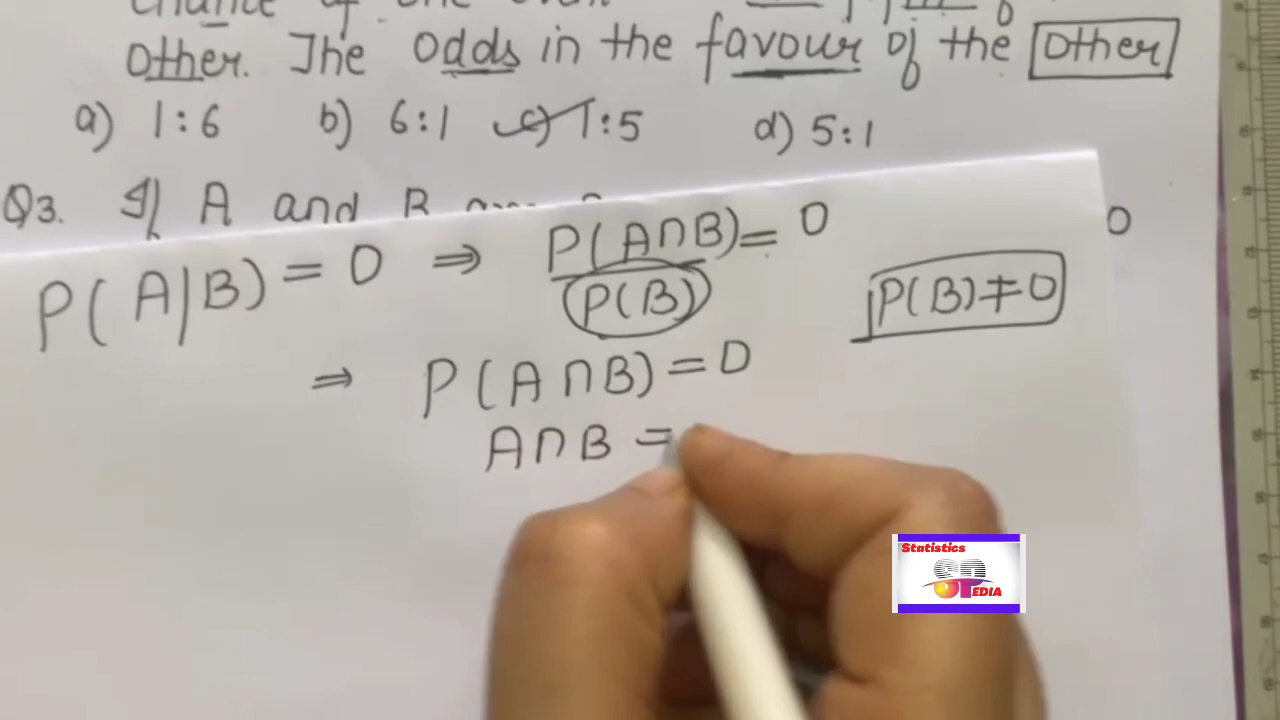 Other. The Odds in the favour of the Other
a) 1:6 b) 6:1 c) 1:5 d) 5:1
Q3. If A and B
0
P(A|B) = 0 ⇒ P(A∩B) = 0
P(B)
P(B)≠0
⇒ P(A∩B) = 0
A∩B =
Statistics
PEDIA